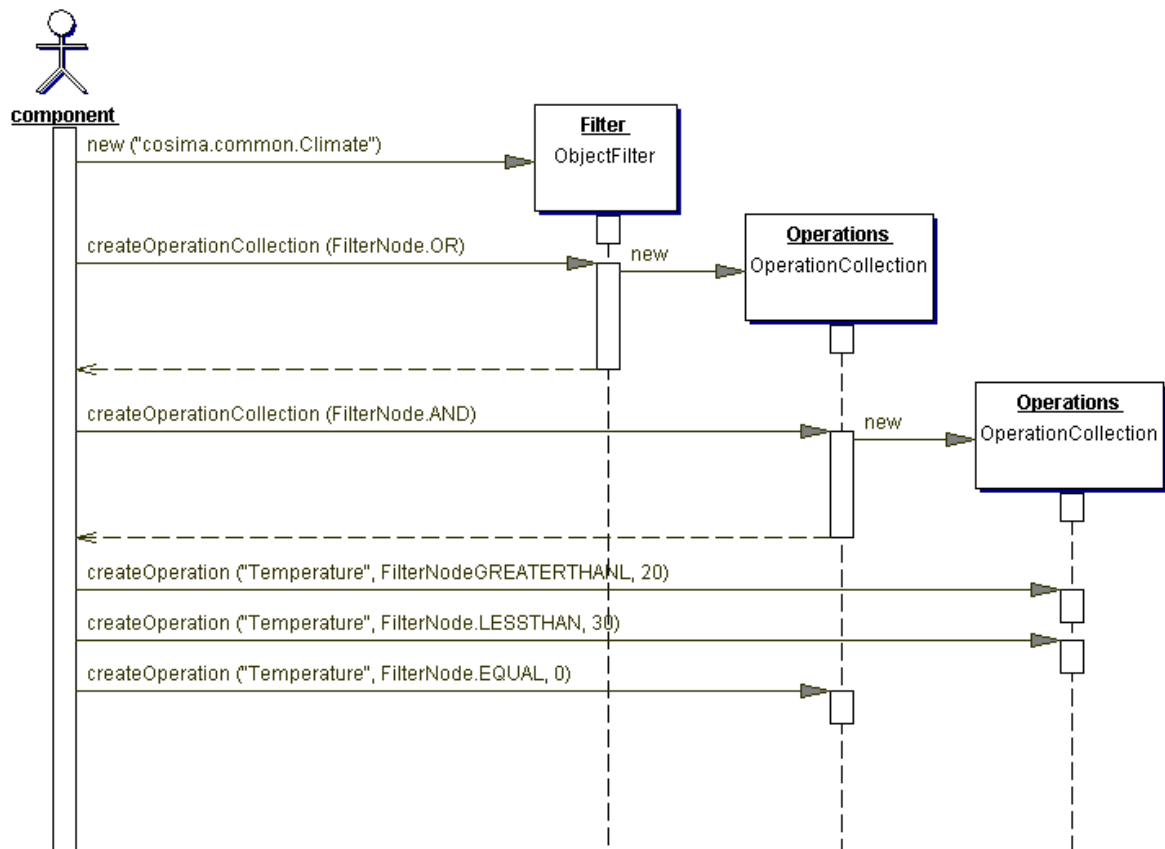 component
new ("cosima.common.Climate")
Filter
ObjectFilter
createOperationCollection (FilterNode.OR)
new
Operations
OperationCollection
createOperationCollection (FilterNode.AND)
new
Operations
OperationCollection
createOperation ("Temperature", FilterNodeGREATERTHANL, 20)
createOperation ("Temperature", FilterNode.LESSTHAN, 30)
createOperation ("Temperature", FilterNode.EQUAL, 0)